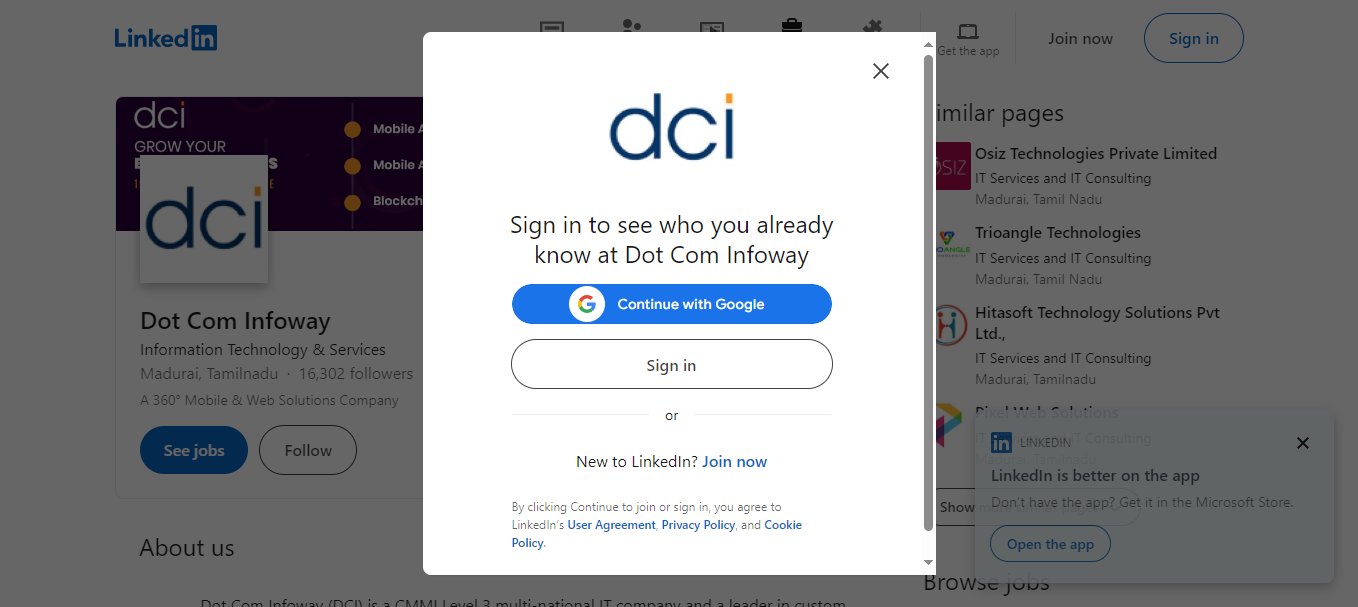 LinkedIn
Get the app
Join now
Sign in
dci
GROW YOUR
Mobile A
Mobile A
Blockch
dci
Dot Com Infoway
Information Technology & Services
Madurai, Tamilnadu · 16,302 followers
A 360° Mobile & Web Solutions Company
See jobs
Follow
About us
Dot Com Infoway (DCI) is a CMMI Level 3 multi-national IT company and a leader in custom
dci
Sign in to see who you already
know at Dot Com Infoway
Continue with Google
Sign in
or
New to LinkedIn? Join now
By clicking Continue to join or sign in, you agree to
LinkedIn's User Agreement, Privacy Policy, and Cookie
Policy.
imilar pages
OSIZ
Osiz Technologies Private Limited
IT Services and IT Consulting
Madurai, Tamil Nadu
Trioangle Technologies
IT Services and IT Consulting
Madurai, Tamil Nadu
Hitasoft Technology Solutions Pvt
Ltd.,
IT Services and IT Consulting
Madurai, Tamilnadu
Pixel Web Solutions
IT Services and IT Consulting
Madurai, Tamilnadu
Show
LINKEDIN
LinkedIn is better on the app
Don't have the app? Get it in the Microsoft Store.
Open the app
Browse jobs